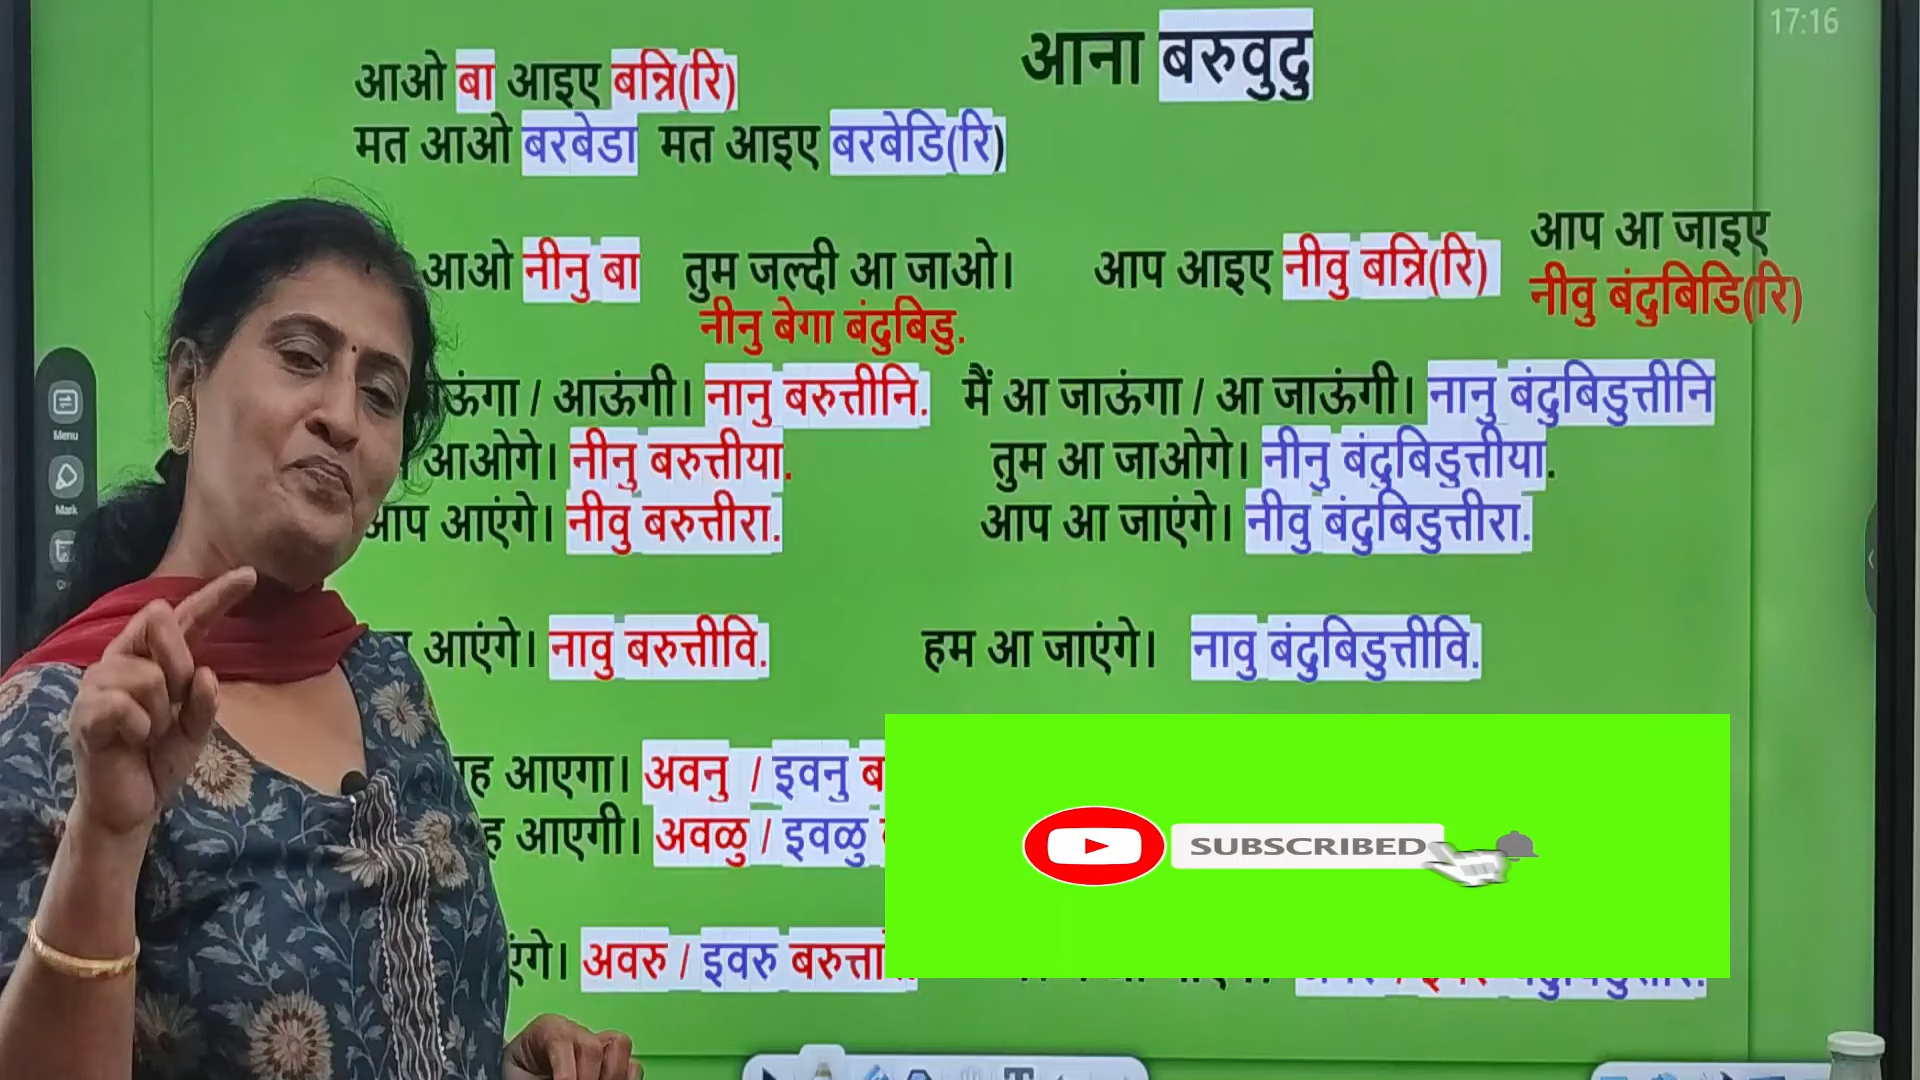 17:16
आना बरुवुदु
आओ बा आइए बन्नि(रि)
मत आओ बरबेडा मत आइए बरबेडि(रि)
आप आ जाइए
आओ नीनु बा तुम जल्दी आ जाओ। आप आइए नीवु बन्नि(रि)
नीवु बंदुबिडि(रि)
नीनु बेगा बंदुबिडु.
ऊंगा / आऊंगी। नानु बरुत्तीनि. मैं आ जाऊंगा / आ जाऊंगी। नानु बंदुबिडुत्तीनि
Menu
आओगे। नीनु बरुत्तीया. तुम आ जाओगे। नीनु बंदुबिडुत्तीया.
Mark
आप आएंगे। नीवु बरुत्तीरा. आप आ जाएंगे। नीवु बंदुबिडुत्तीरा.
आएंगे। नावु बरुत्तीवि. हम आ जाएंगे। नावु बंदुबिडुत्तीवि.
ह आएगा। अवनु / इवनु ब
ह आएगी। अवळु / इवळु
SUBSCRIBED
एंगे। अवरु / इवरु बरुत्ता